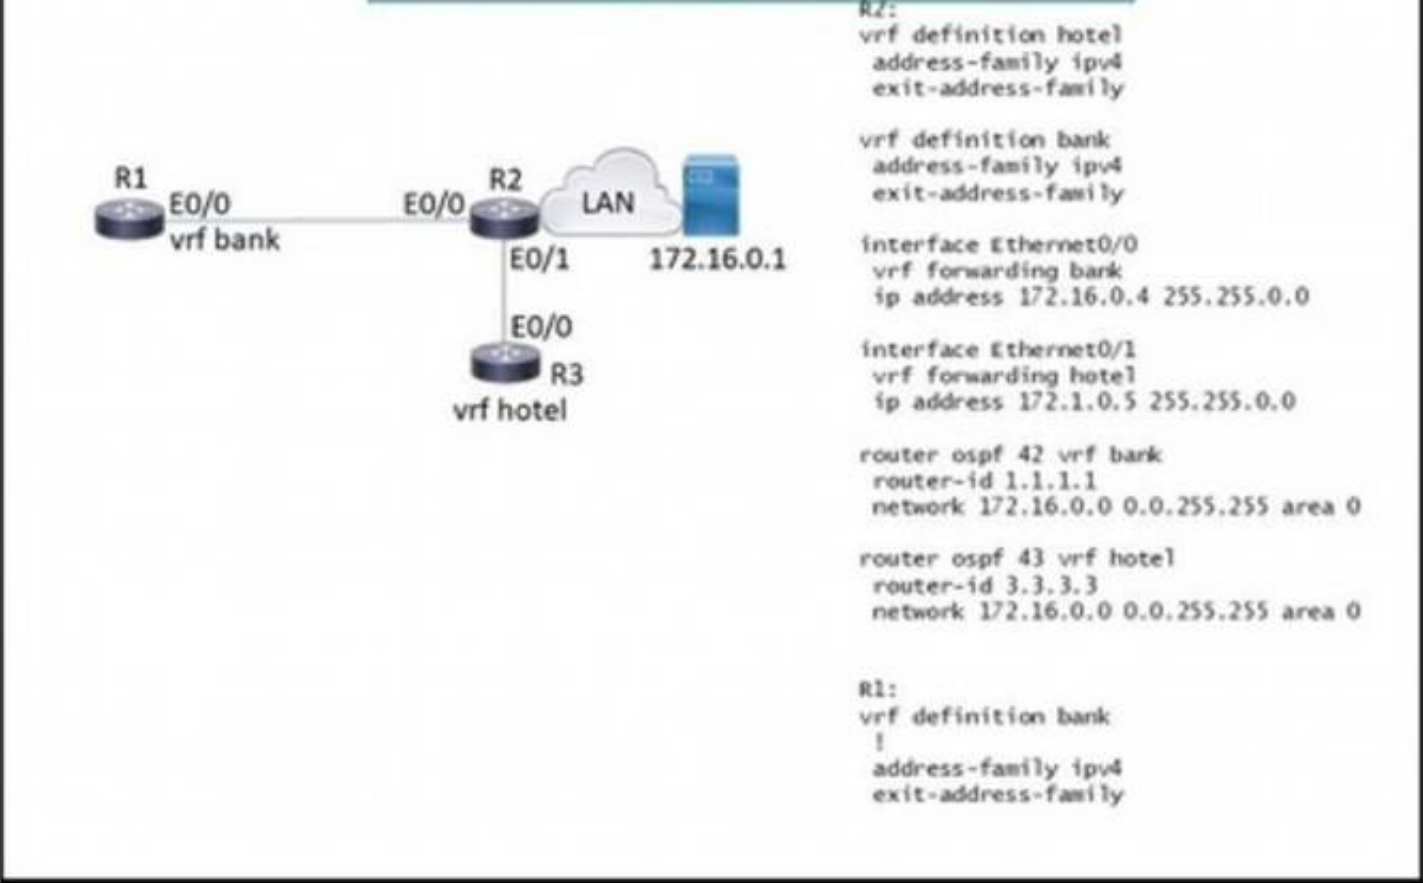 R2:
vrf definition hotel
address-family ipv4
exit-address-family
vrf definition bank
address-family ipv4
exit-address-family
interface Ethernet0/0
vrf forwarding bank
ip address 172.16.0.4 255.255.0.0
interface Ethernet0/1
vrf forwarding hotel
ip address 172.1.0.5 255.255.0.0
router ospf 42 vrf bank
router-id 1.1.1.1
network 172.16.0.0 0.0.255.255 area 0
router ospf 43 vrf hotel
router-id 3.3.3.3
network 172.16.0.0 0.0.255.255 area 0
R1:
vrf definition bank
!
address-family ipv4
exit-address-family
R1
E0/0
vrf bank
E0/0
R2
LAN
E0/1
172.16.0.1
E0/0
R3
vrf hotel